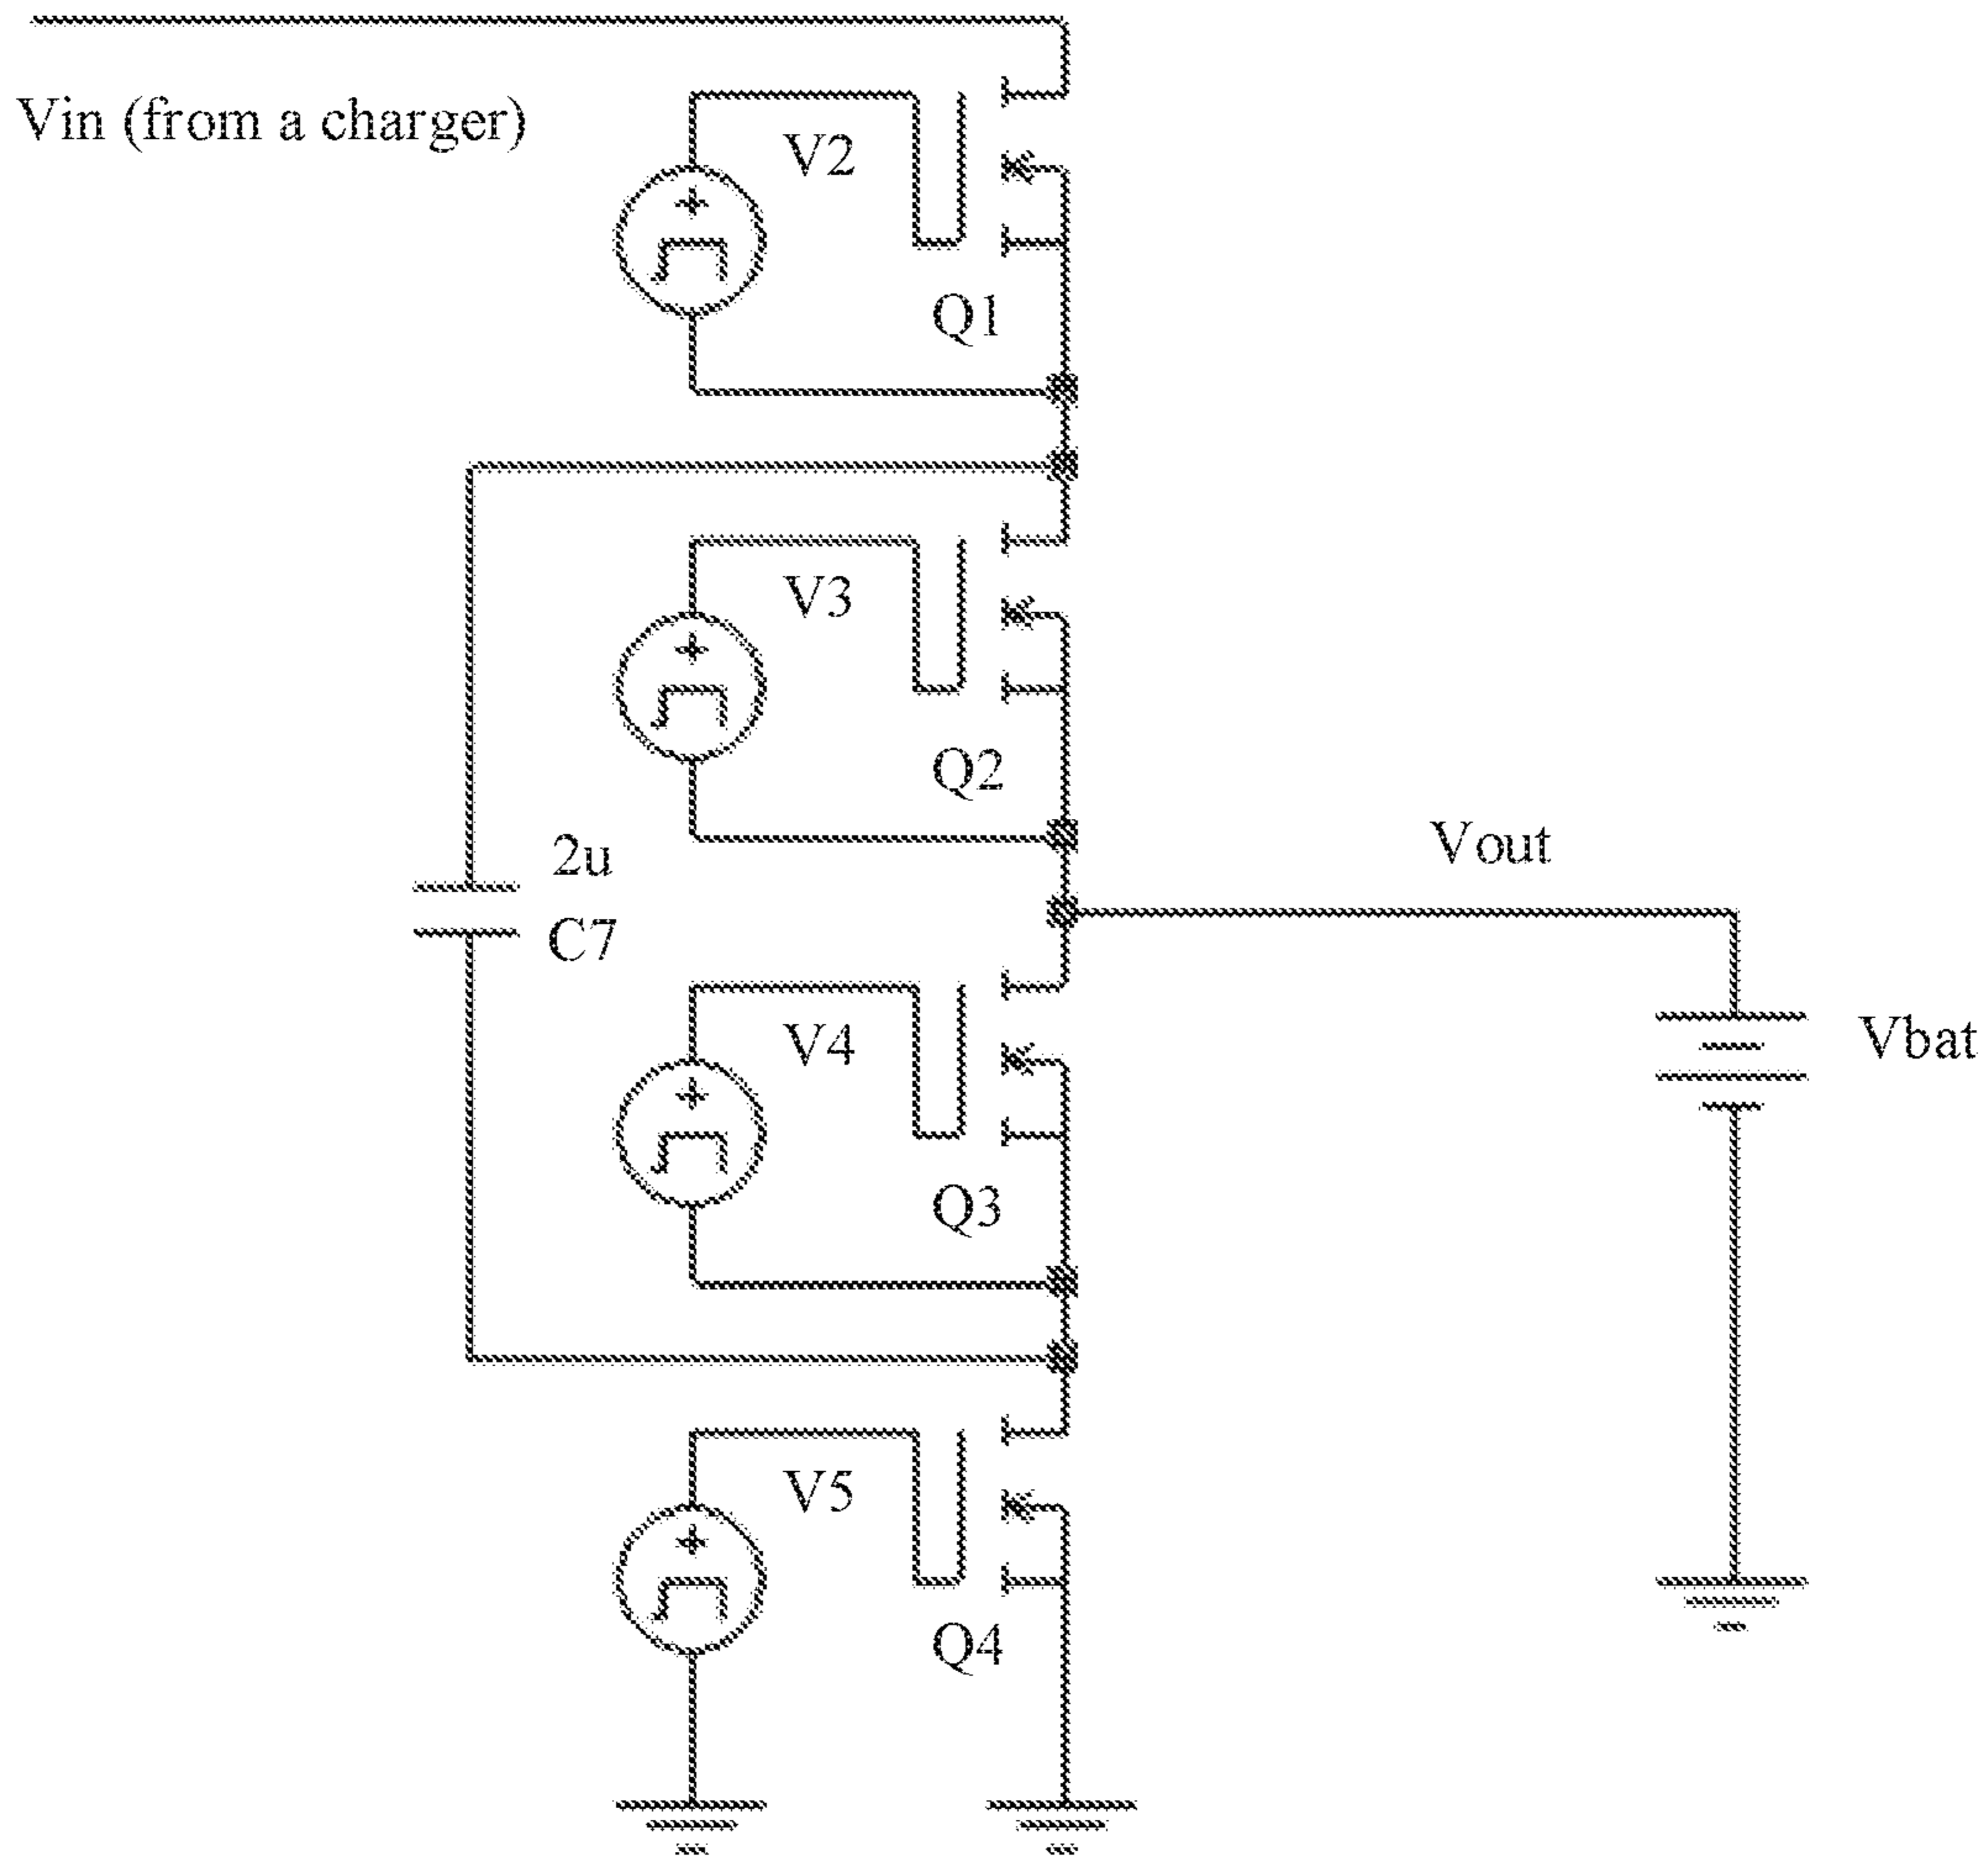 Vin (from a charger)
V2
Q1
V3
Q2
2u
C7
Vout
V4
Vbat
Q3
V5
Q4